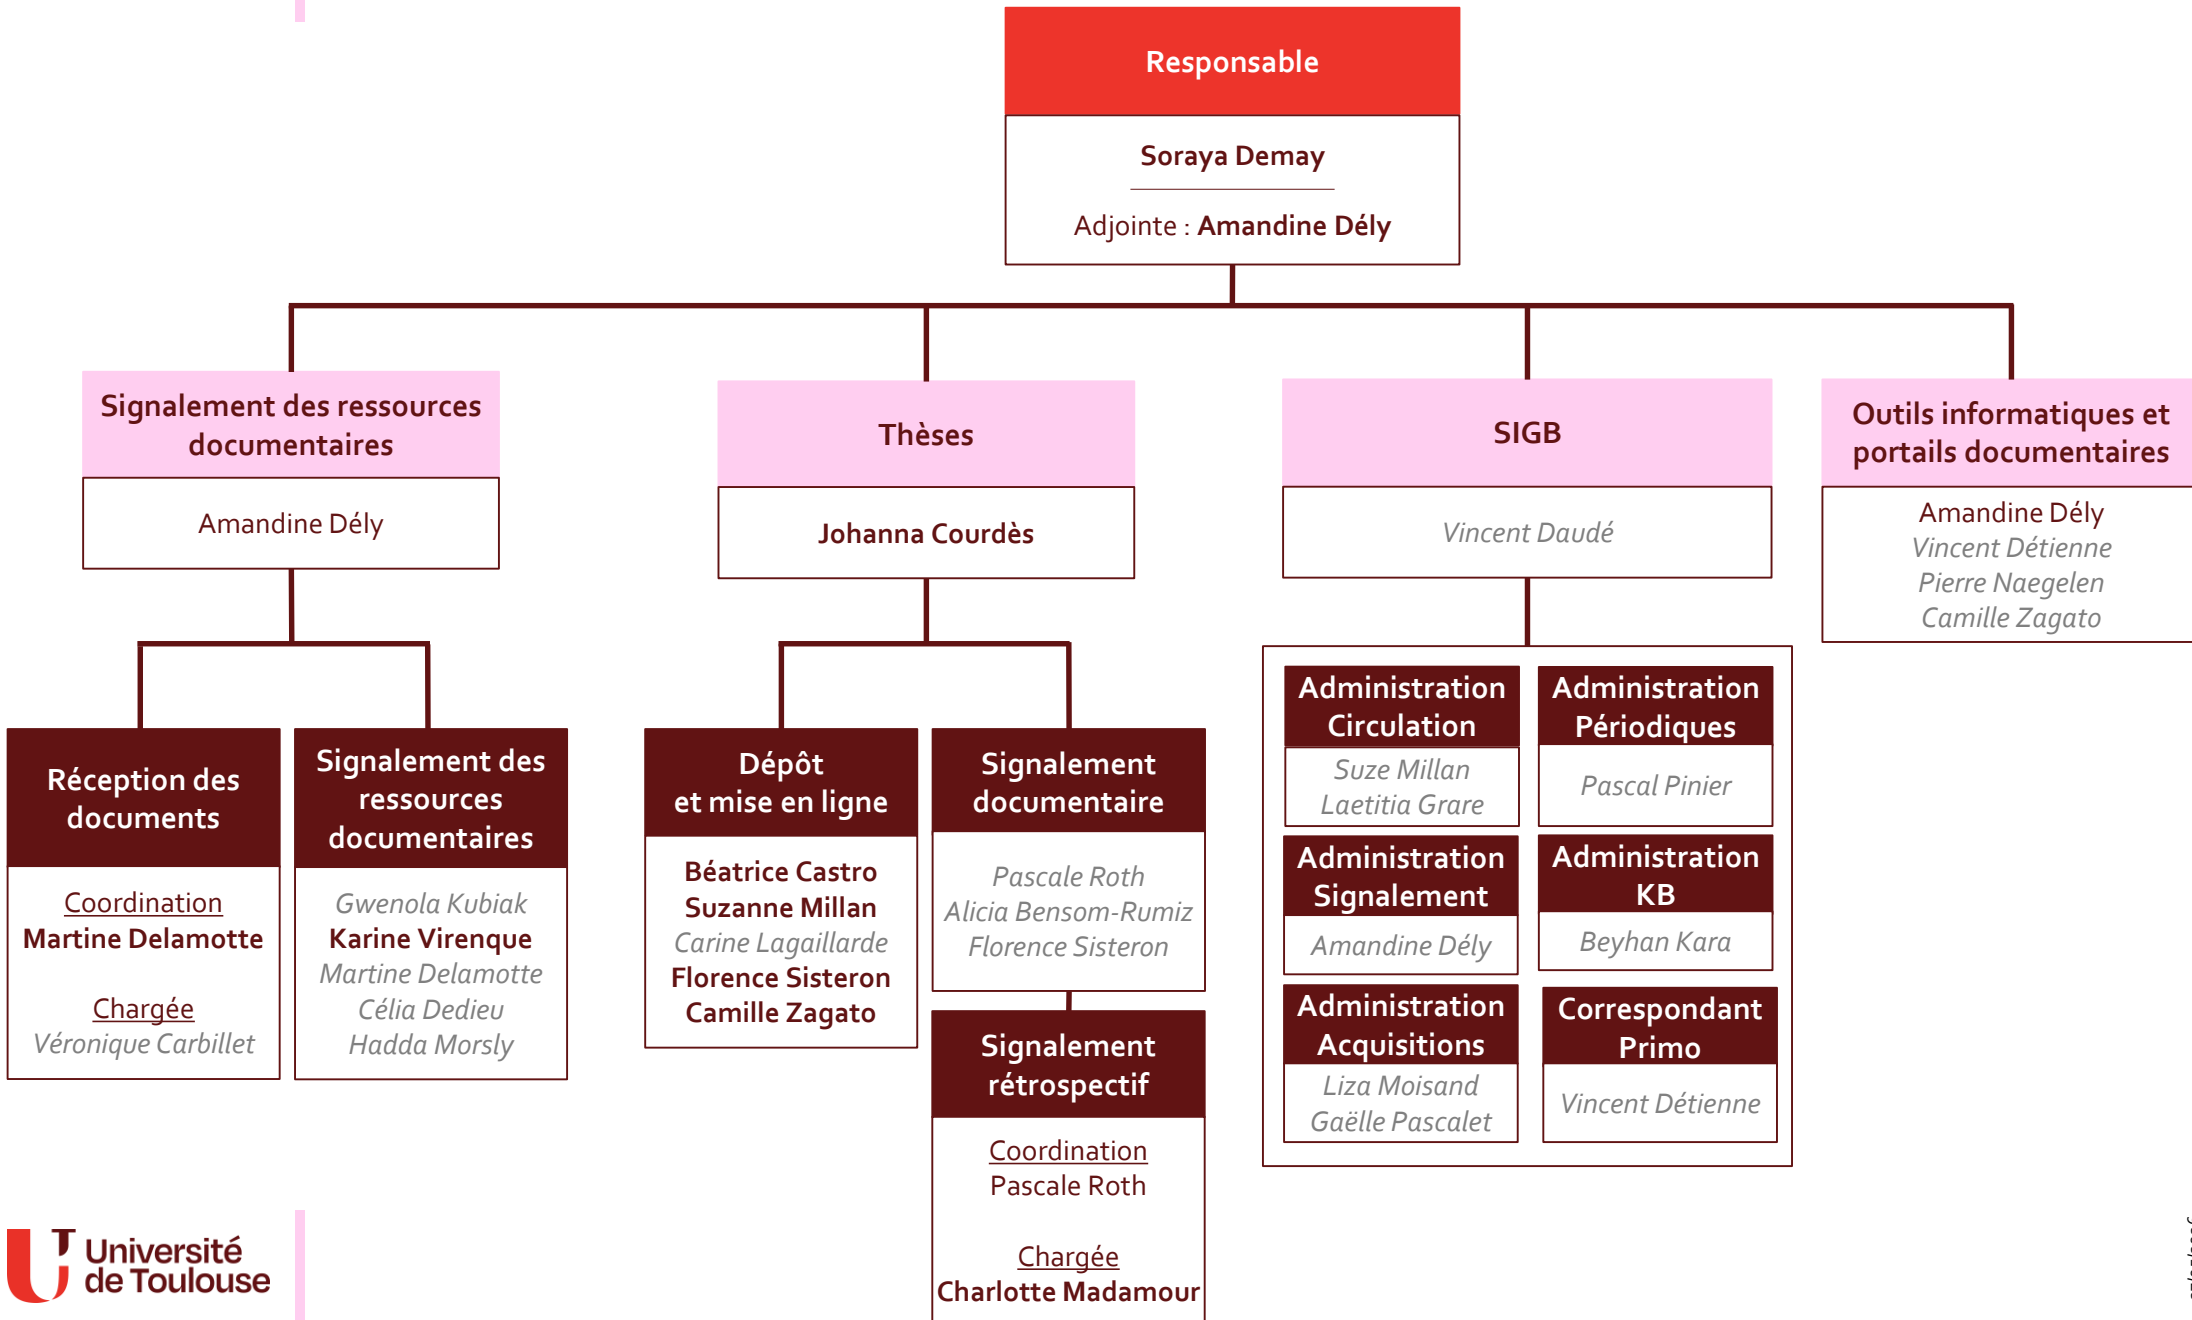 Responsable
Soraya Demay
Adjointe : Amandine Dély
Signalement des ressources
documentaires
Amandine Dély
Réception des
documents
Coordination
Martine Delamotte
Chargée
Véronique Carbillet
Signalement des
ressources
documentaires
Gwenola Kubiak
Karine Virenque
Martine Delamotte
Célia Dedieu
Hadda Morsly
Thèses
Johanna Courdès
Dépôt
et mise en ligne
Béatrice Castro
Suzanne Millan
Carine Lagaillarde
Florence Sisteron
Camille Zagato
Signalement
documentaire
Pascale Roth
Alicia Bensom-Rumiz
Florence Sisteron
Signalement
rétrospectif
Coordination
Pascale Roth
Chargée
Charlotte Madamour
SIGB
Vincent Daudé
Administration
Circulation
Suze Millan
Laetitia Grare
Administration
Périodiques
Pascal Pinier
Administration
Signalement
Amandine Dély
Administration
KB
Beyhan Kara
Administration
Acquisitions
Liza Moisand
Gaëlle Pascalet
Correspondant
Primo
Vincent Détienne
Outils informatiques et
portails documentaires
Amandine Dély
Vincent Détienne
Pierre Naegelen
Camille Zagato
Université
de Toulouse